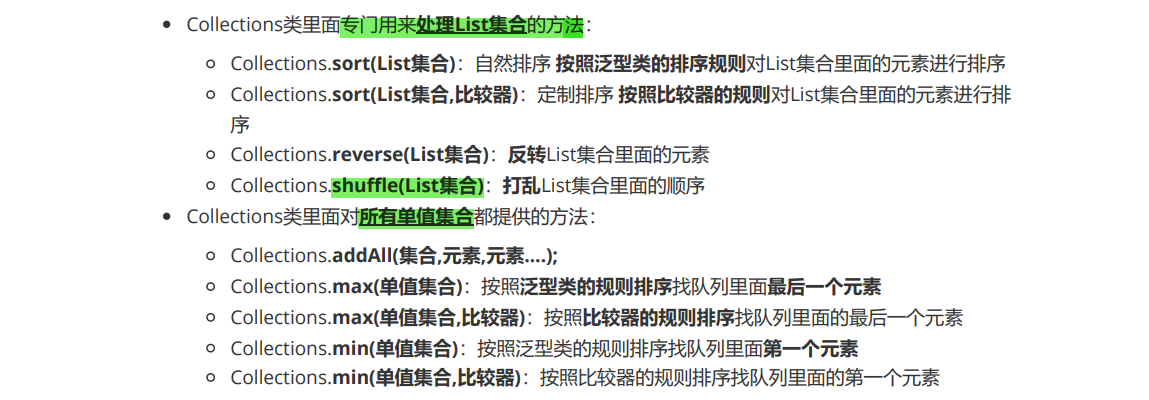 Collections类里面专门用来处理List集合的方法：
Collections.sort(List集合)：自然排序 按照泛型类的排序规则对List集合里面的元素进行排序
Collections.sort(List集合,比较器)：定制排序 按照比较器的规则对List集合里面的元素进行排
序
Collections.reverse(List集合)：反转List集合里面的元素
Collections.shuffle(List集合)：打乱List集合里面的顺序
Collections类里面对所有单值集合都提供的方法：
Collections.addAll(集合,元素,元素....);
Collections.max(单值集合)：按照泛型类的规则排序找队列里面最后一个元素
Collections.max(单值集合,比较器)：按照比较器的规则排序找队列里面的最后一个元素
Collections.min(单值集合)：按照泛型类的规则排序找队列里面第一个元素
Collections.min(单值集合,比较器)：按照比较器的规则排序找队列里面的第一个元素